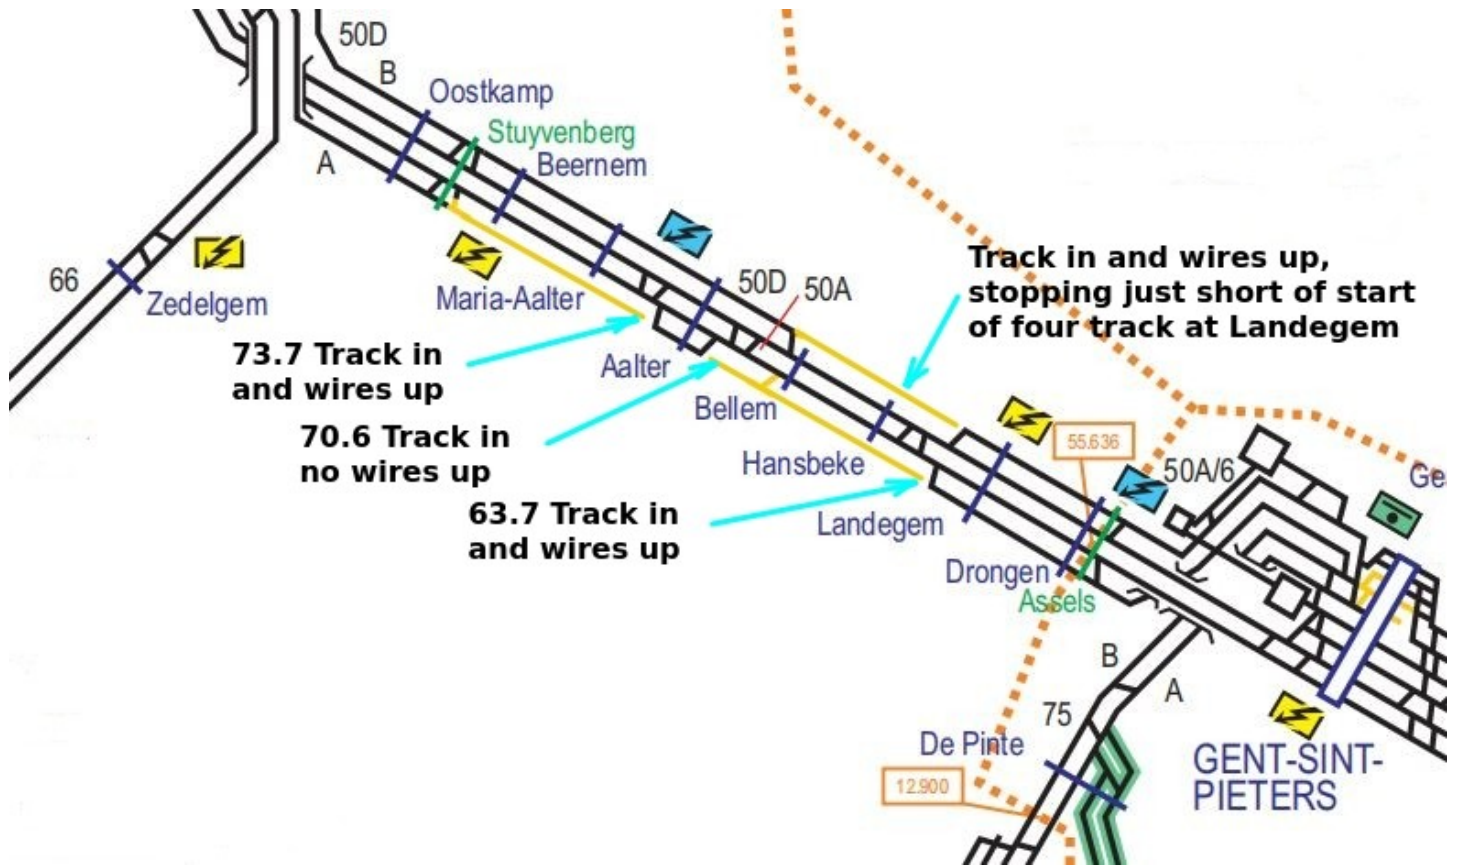 50D
B
Oostkamp
Stuyvenberg
A
Beernem
66
Zedelgem
Maria-Aalter
50D
50A
Track in and wires up,
stopping just short of start
of four track at Landegem
73.7 Track in
and wires up
Aalter
Bellem
70.6 Track in
no wires up
Hansbeke
55.636
50A/6
63.7 Track in
and wires up
Landegem
Drongen
Assels
B
A
75
De Pinte
12.900
GENT-SINT-
PIETERS